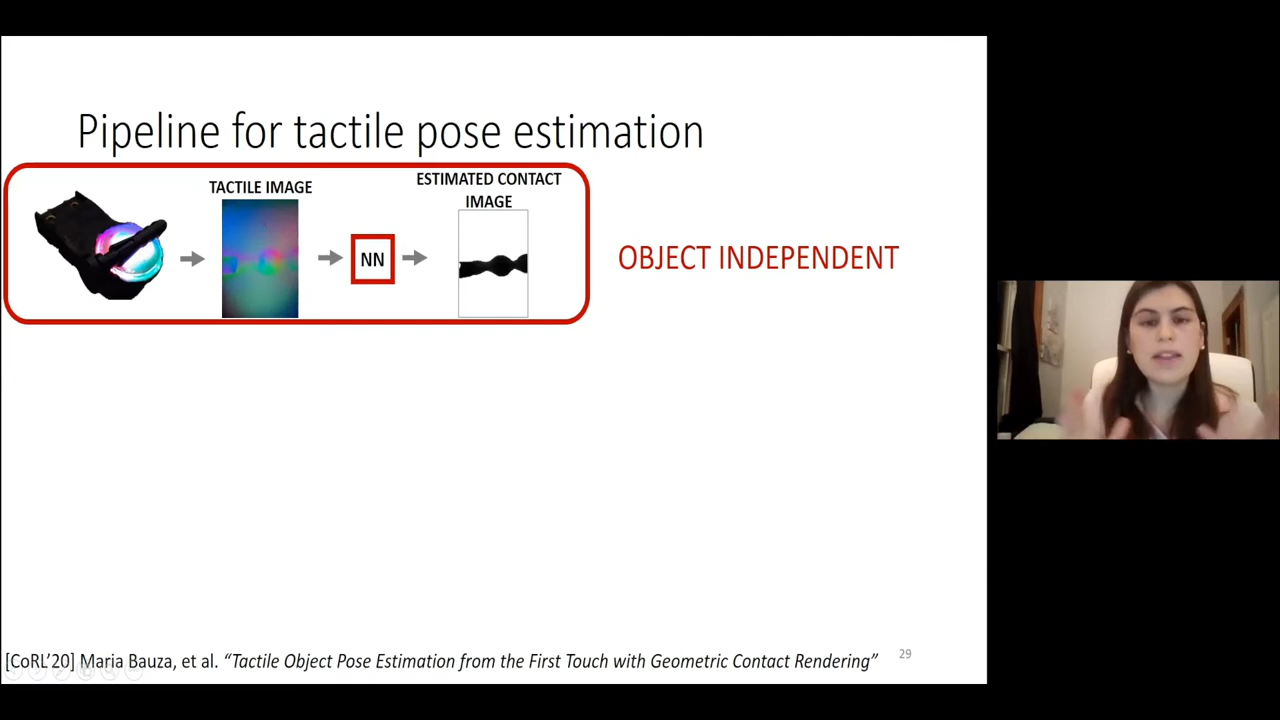 Pipeline for tactile pose estimation
TACTILE IMAGE
ESTIMATED CONTACT
IMAGE
NN
OBJECT INDEPENDENT
[CoRL'20] Maria Bauza, et al. “Tactile Object Pose Estimation from the First Touch with Geometric Contact Rendering”
29